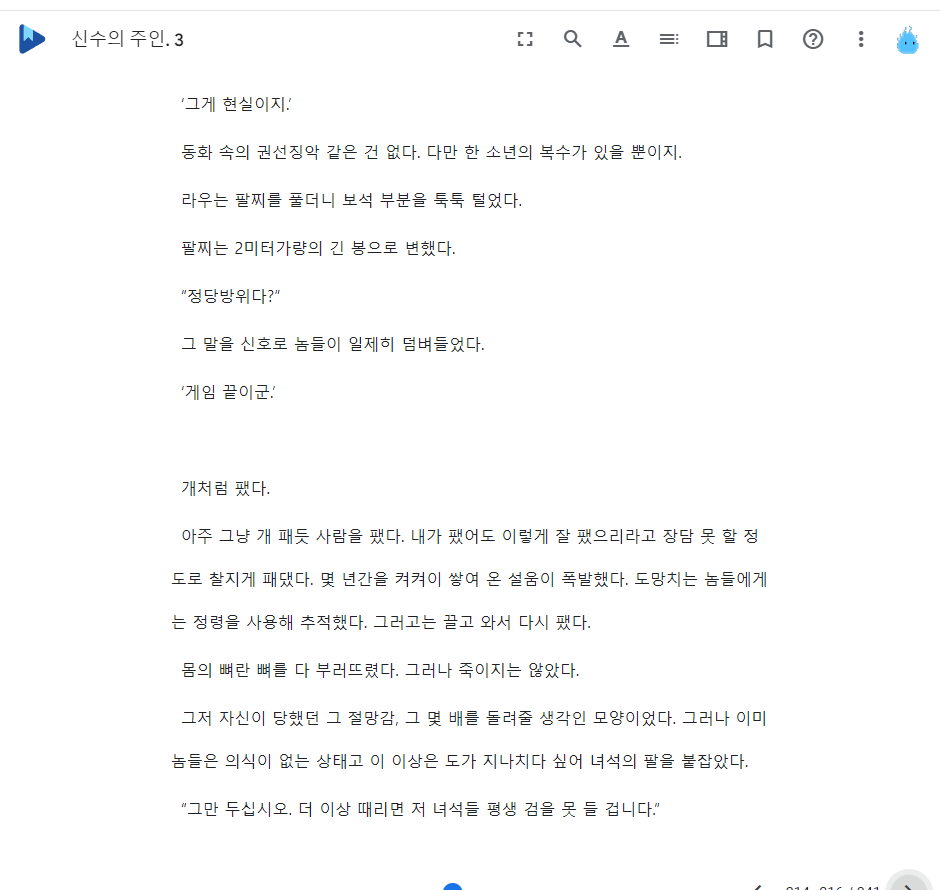 신수의 주인. 3
‘그게 현실이지.’
동화 속의 권선징악 같은 건 없다. 다만 한 소년의 복수가 있을 뿐이지.
라우는 팔찌를 풀더니 보석 부분을 툭툭 털었다.
팔찌는 2미터가량의 긴 봉으로 변했다.
“정당방위다?”
그 말을 신호로 놈들이 일제히 덤벼들었다.
‘게임 끝이군.’
개처럼 팼다.
아주 그냥 개 패듯 사람을 팼다. 내가 팼어도 이렇게 잘 팼으리라고 장담 못 할 정
도로 찰지게 패댔다. 몇 년간을 켜켜이 쌓여 온 설움이 폭발했다. 도망치는 놈들에게
는 정령을 사용해 추적했다. 그러고는 끌고 와서 다시 팼다.
몸의 뼈란 뼈를 다 부러뜨렸다. 그러나 죽이지는 않았다.
그저 자신이 당했던 그 절망감, 그 몇 배를 돌려줄 생각인 모양이었다. 그러나 이미
놈들은 의식이 없는 상태고 이 이상은 도가 지나치다 싶어 녀석의 팔을 붙잡았다.
“그만 두십시오. 더 이상 때리면 저 녀석들 평생 검을 못 들 겁니다.”